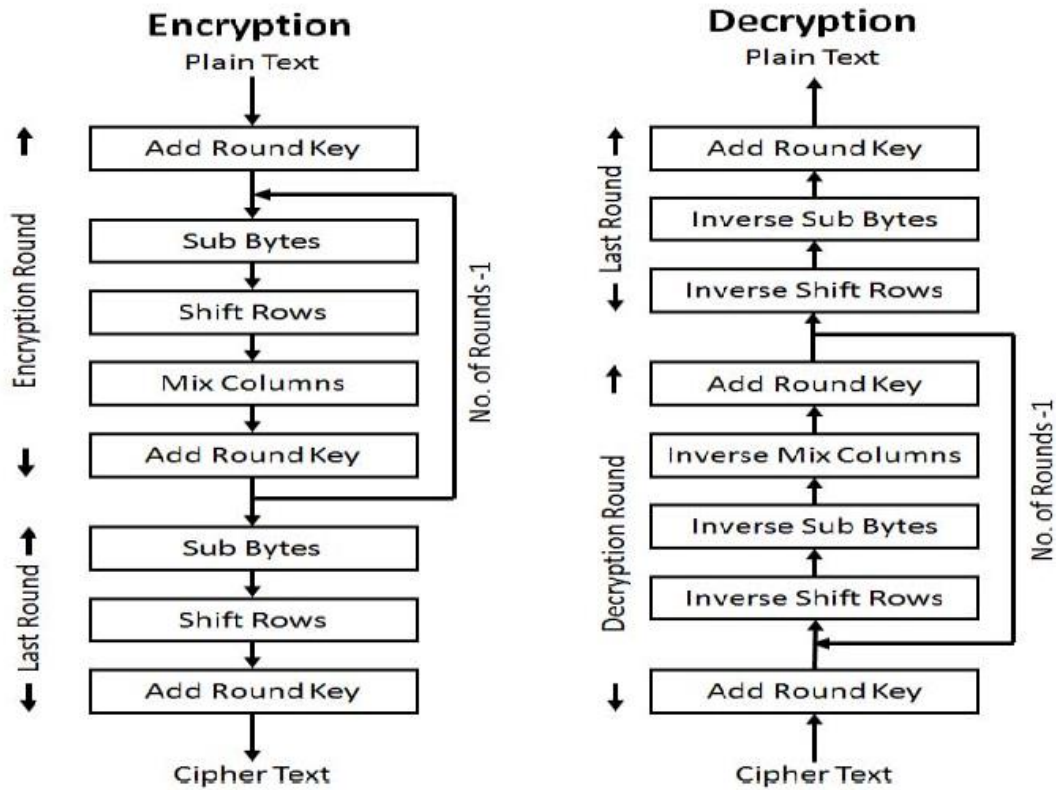 Encryption
Plain Text
Add Round Key
Sub Bytes
Shift Rows
Mix Columns
Add Round Key
Sub Bytes
Shift Rows
Add Round Key
Cipher Text
Encryption Round
Last Round
No. of Rounds -1
Decryption
Plain Text
Add Round Key
Inverse Sub Bytes
Inverse Shift Rows
Add Round Key
Inverse Mix Columns
Inverse Sub Bytes
Inverse Shift Rows
Add Round Key
Cipher Text
Last Round
Decryption Round
No. of Rounds -1